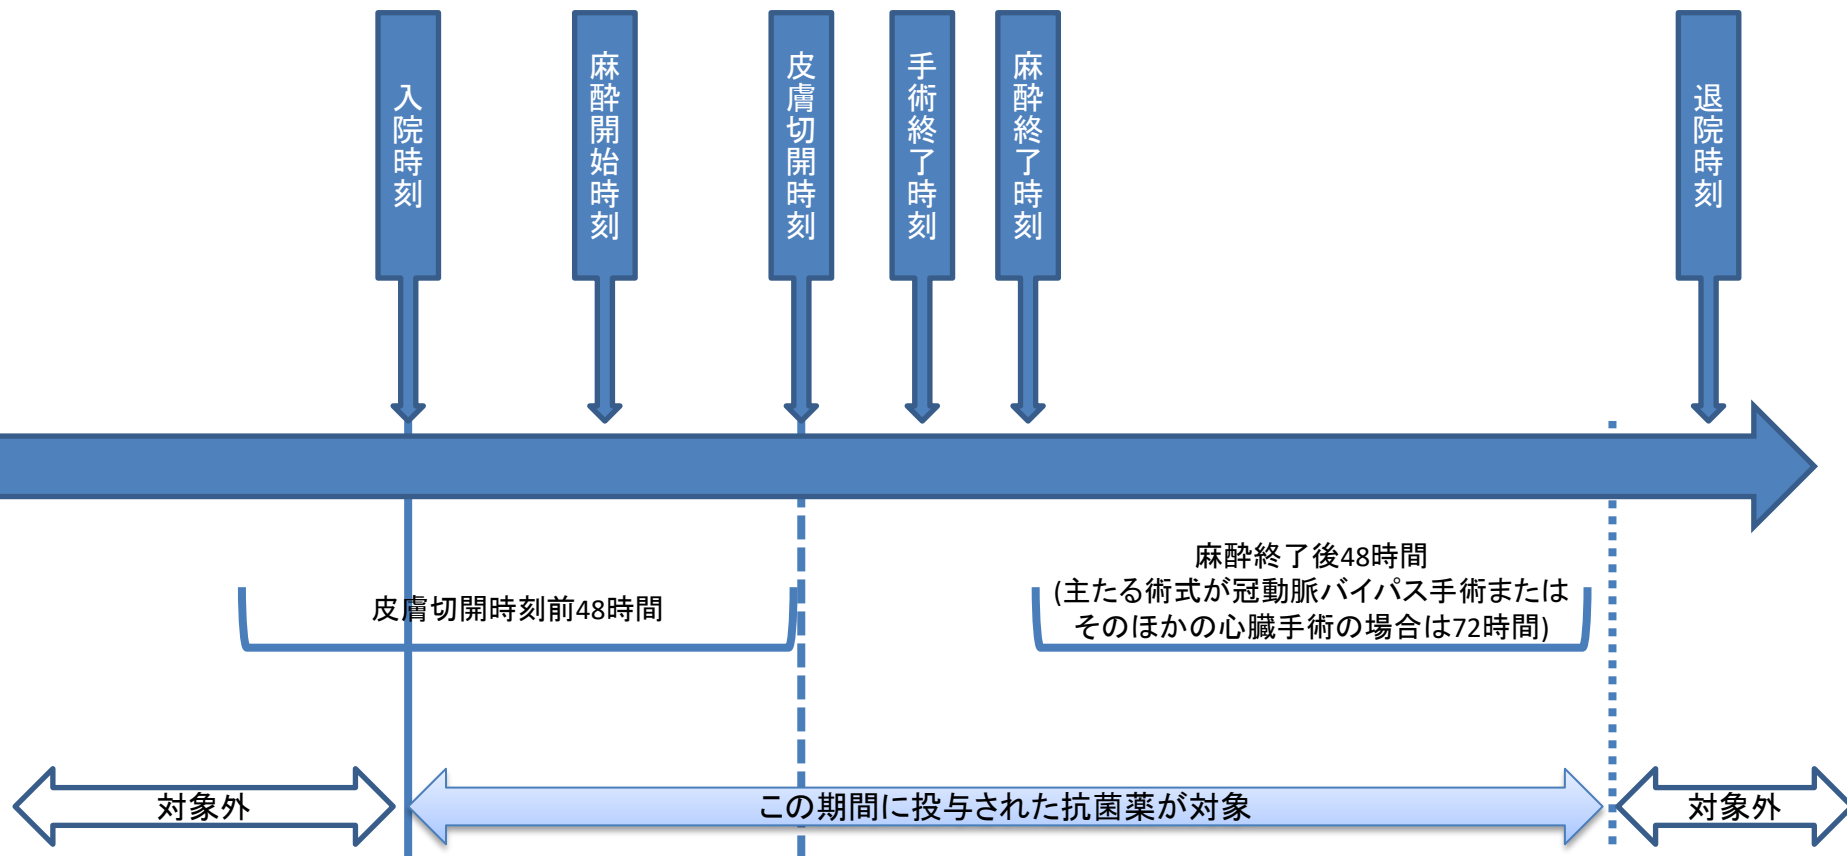 入院時刻
麻酔開始時刻
皮膚切開時刻
手術終了時刻
麻酔終了時刻
退院時刻
皮膚切開時刻前48時間
麻酔終了後48時間
(主たる術式が冠動脈バイパス手術または
そのほかの心臓手術の場合は72時間)
対象外
この期間に投与された抗菌薬が対象
対象外